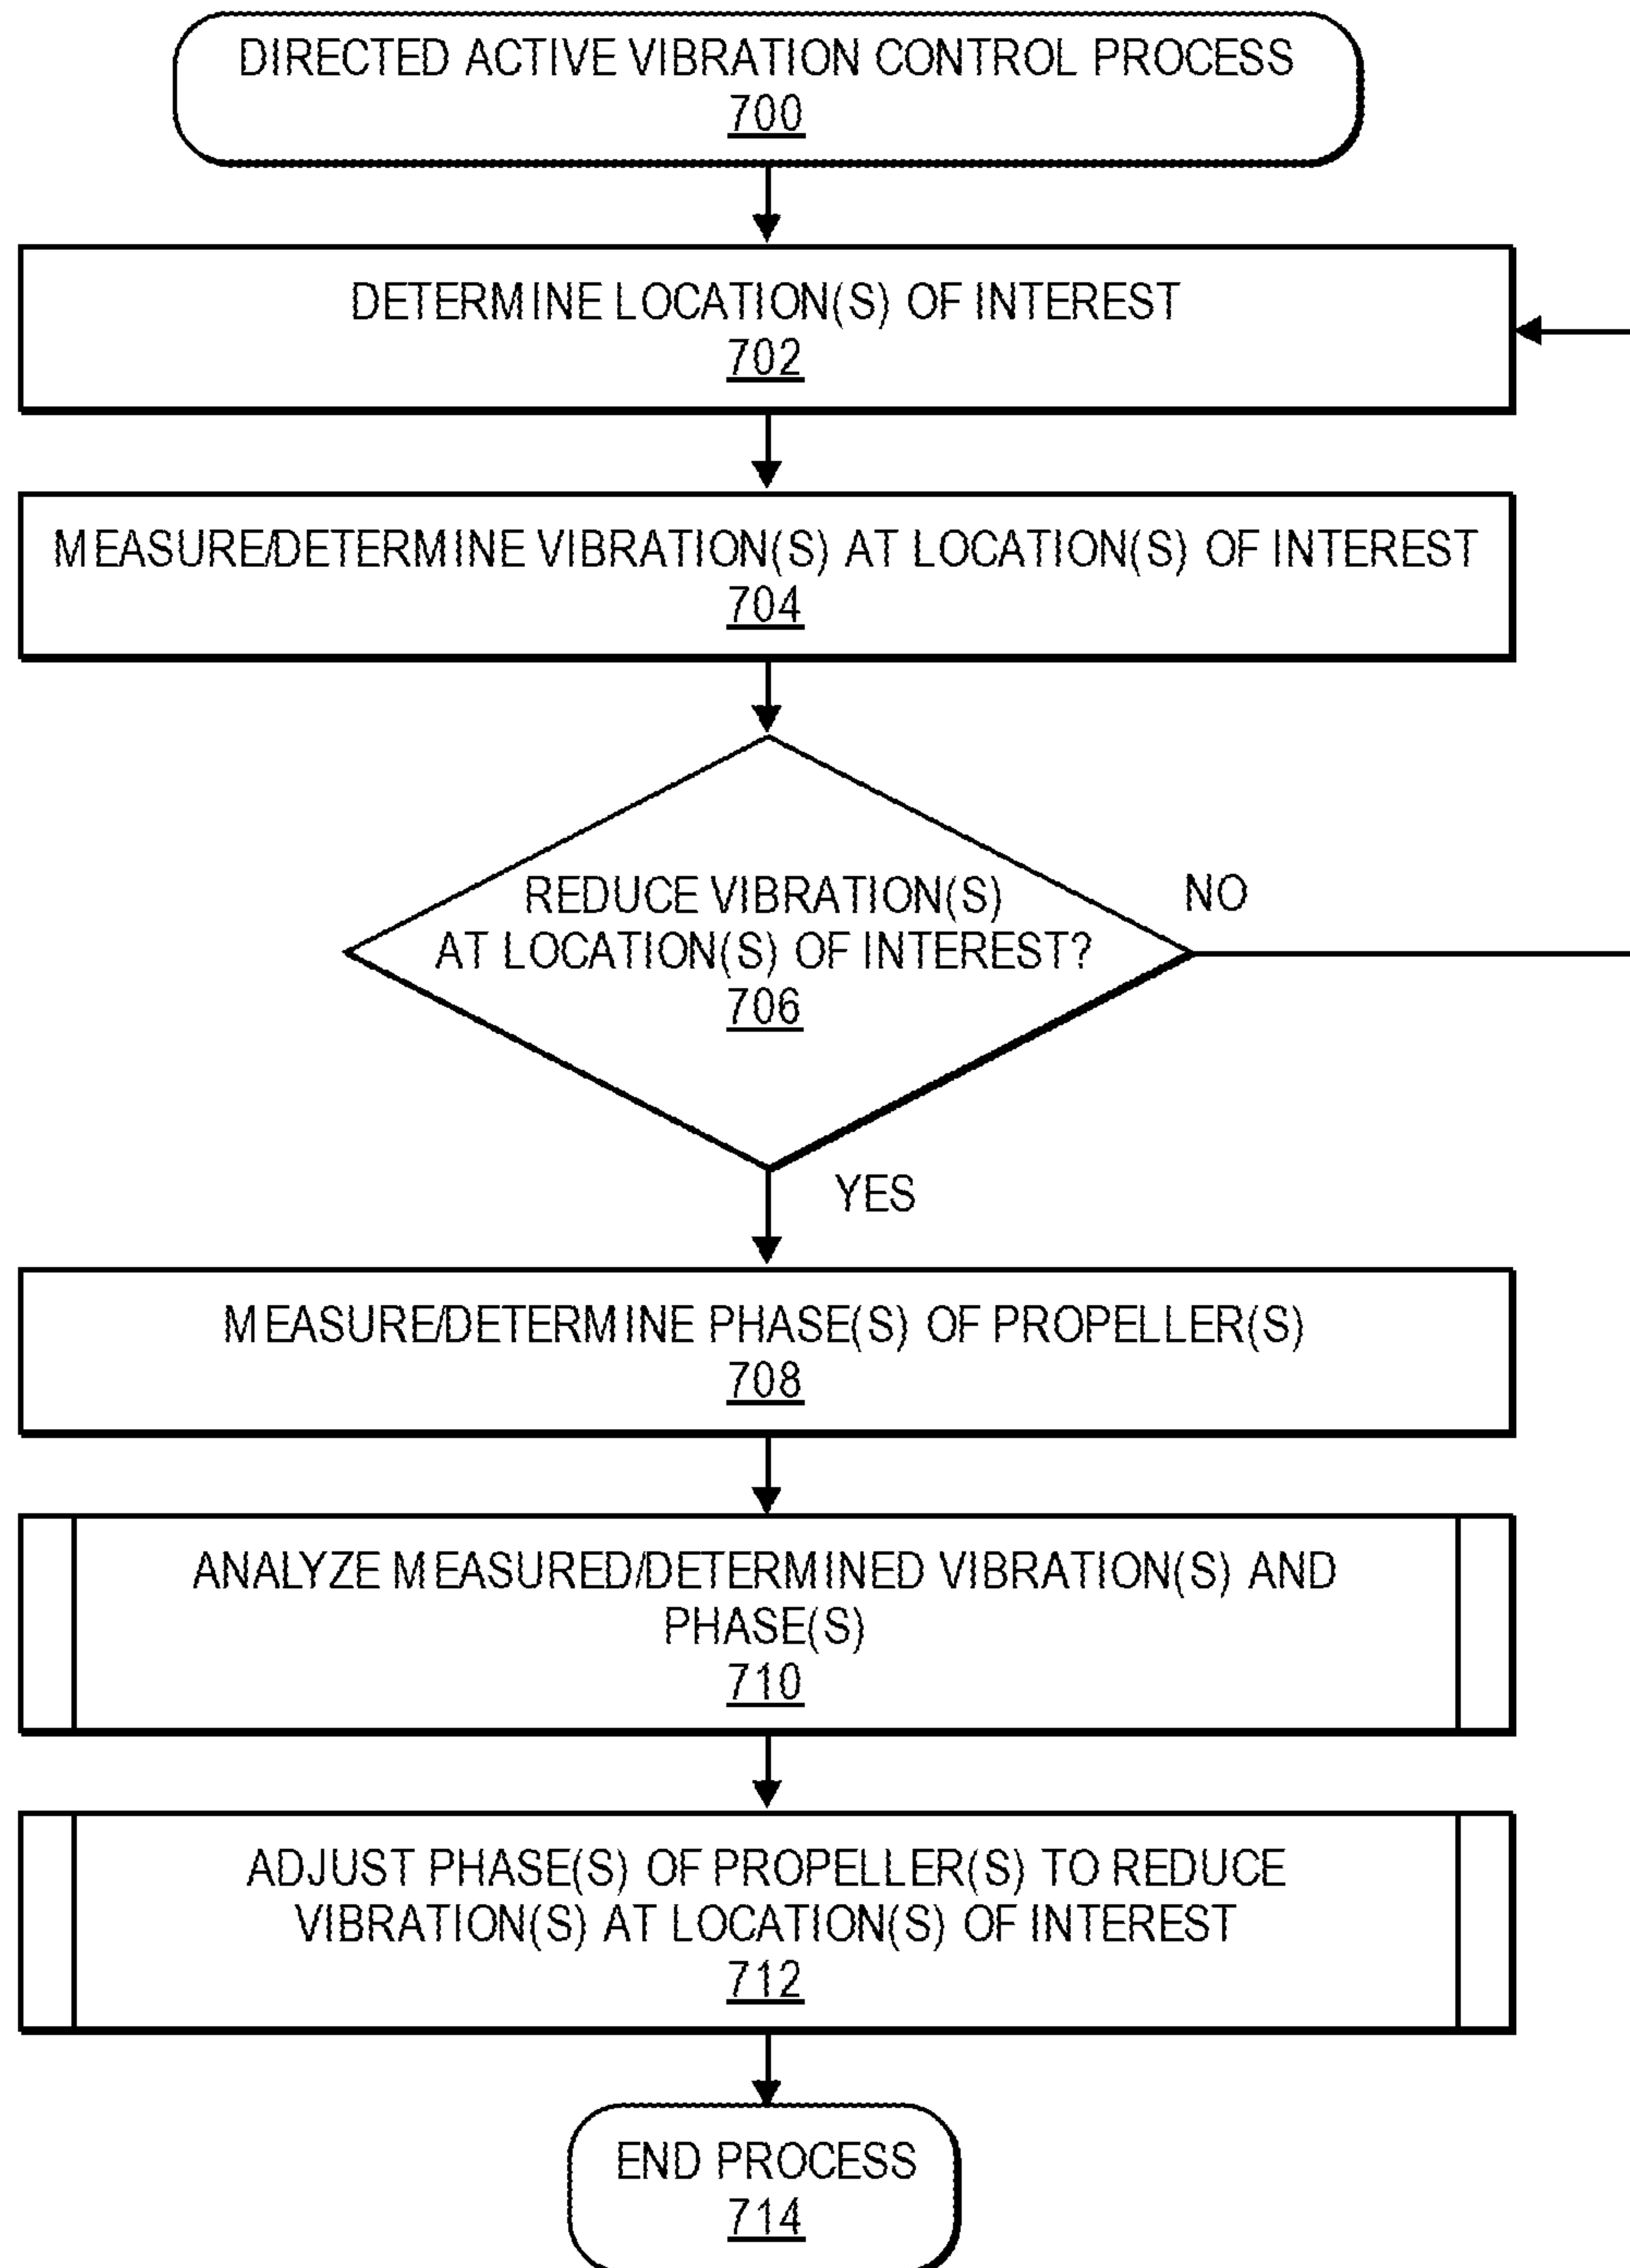 DIRECTED ACTIVE VIBRATION CONTROL PROCESS
700
DETERMINE LOCATION(S) OF INTEREST
702
MEASURE/DETERMINE VIBRATION(S) AT LOCATION(S) OF INTEREST
704
REDUCE VIBRATION(S)
AT LOCATION(S) OF INTEREST?
706
NO
YES
MEASURE/DETERMINE PHASE(S) OF PROPELLER(S)
708
ANALYZE MEASURED/DETERMINED VIBRATION(S) AND
PHASE(S)
710
ADJUST PHASE(S) OF PROPELLER(S) TO REDUCE
VIBRATION(S) AT LOCATION(S) OF INTEREST
712
END PROCESS
714